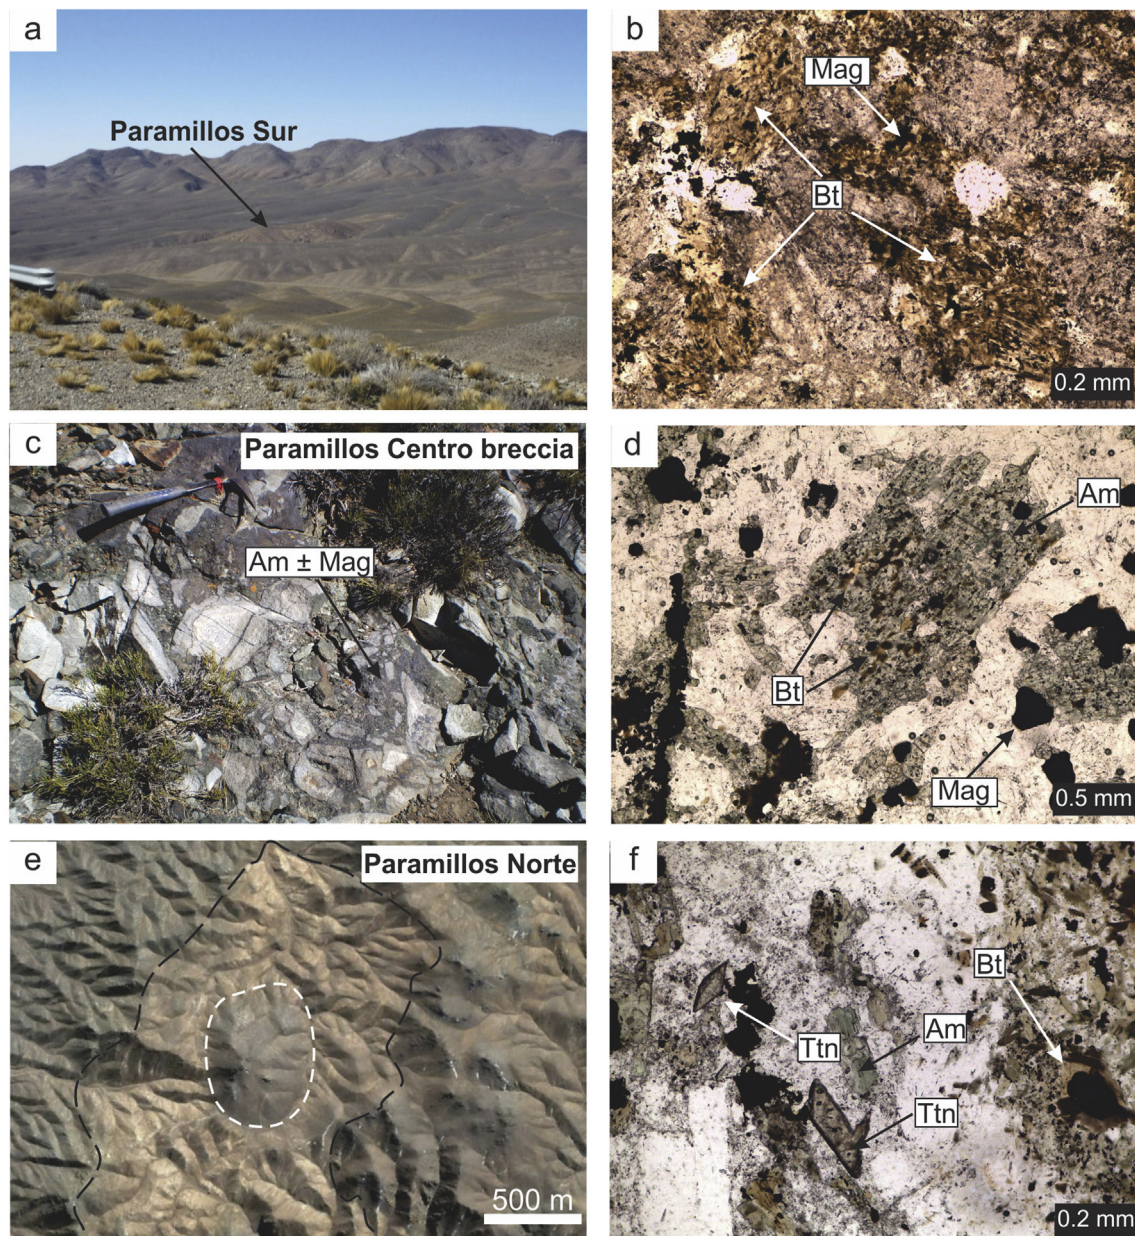 a
Paramillos Sur
b
Mag
Bt
0.2 mm
c
Paramillos Centro breccia
Am ± Mag
d
Am
Bt
Mag
0.5 mm
e
Paramillos Norte
500 m
f
Bt
Ttn
Am
Ttn
0.2 mm